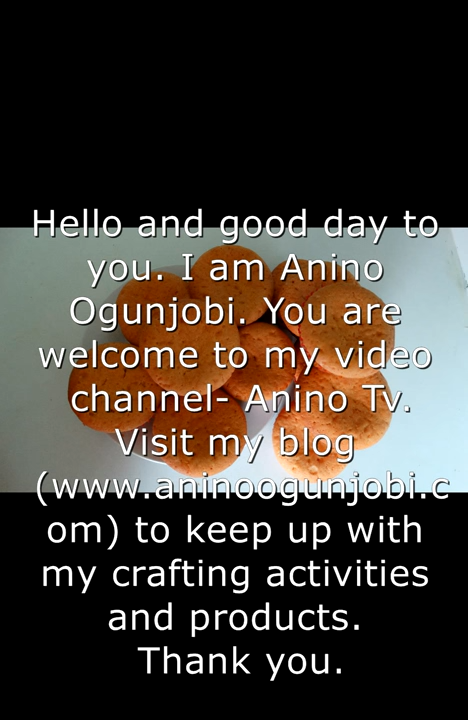 Hello and good day to
you. I am Anino
Ogunjobi. You are
welcome to my video
channel- Anino Tv.
Visit my blog
(www.aninoogunjobi.c
om) to keep up with
my crafting activities
and products.
Thank you.